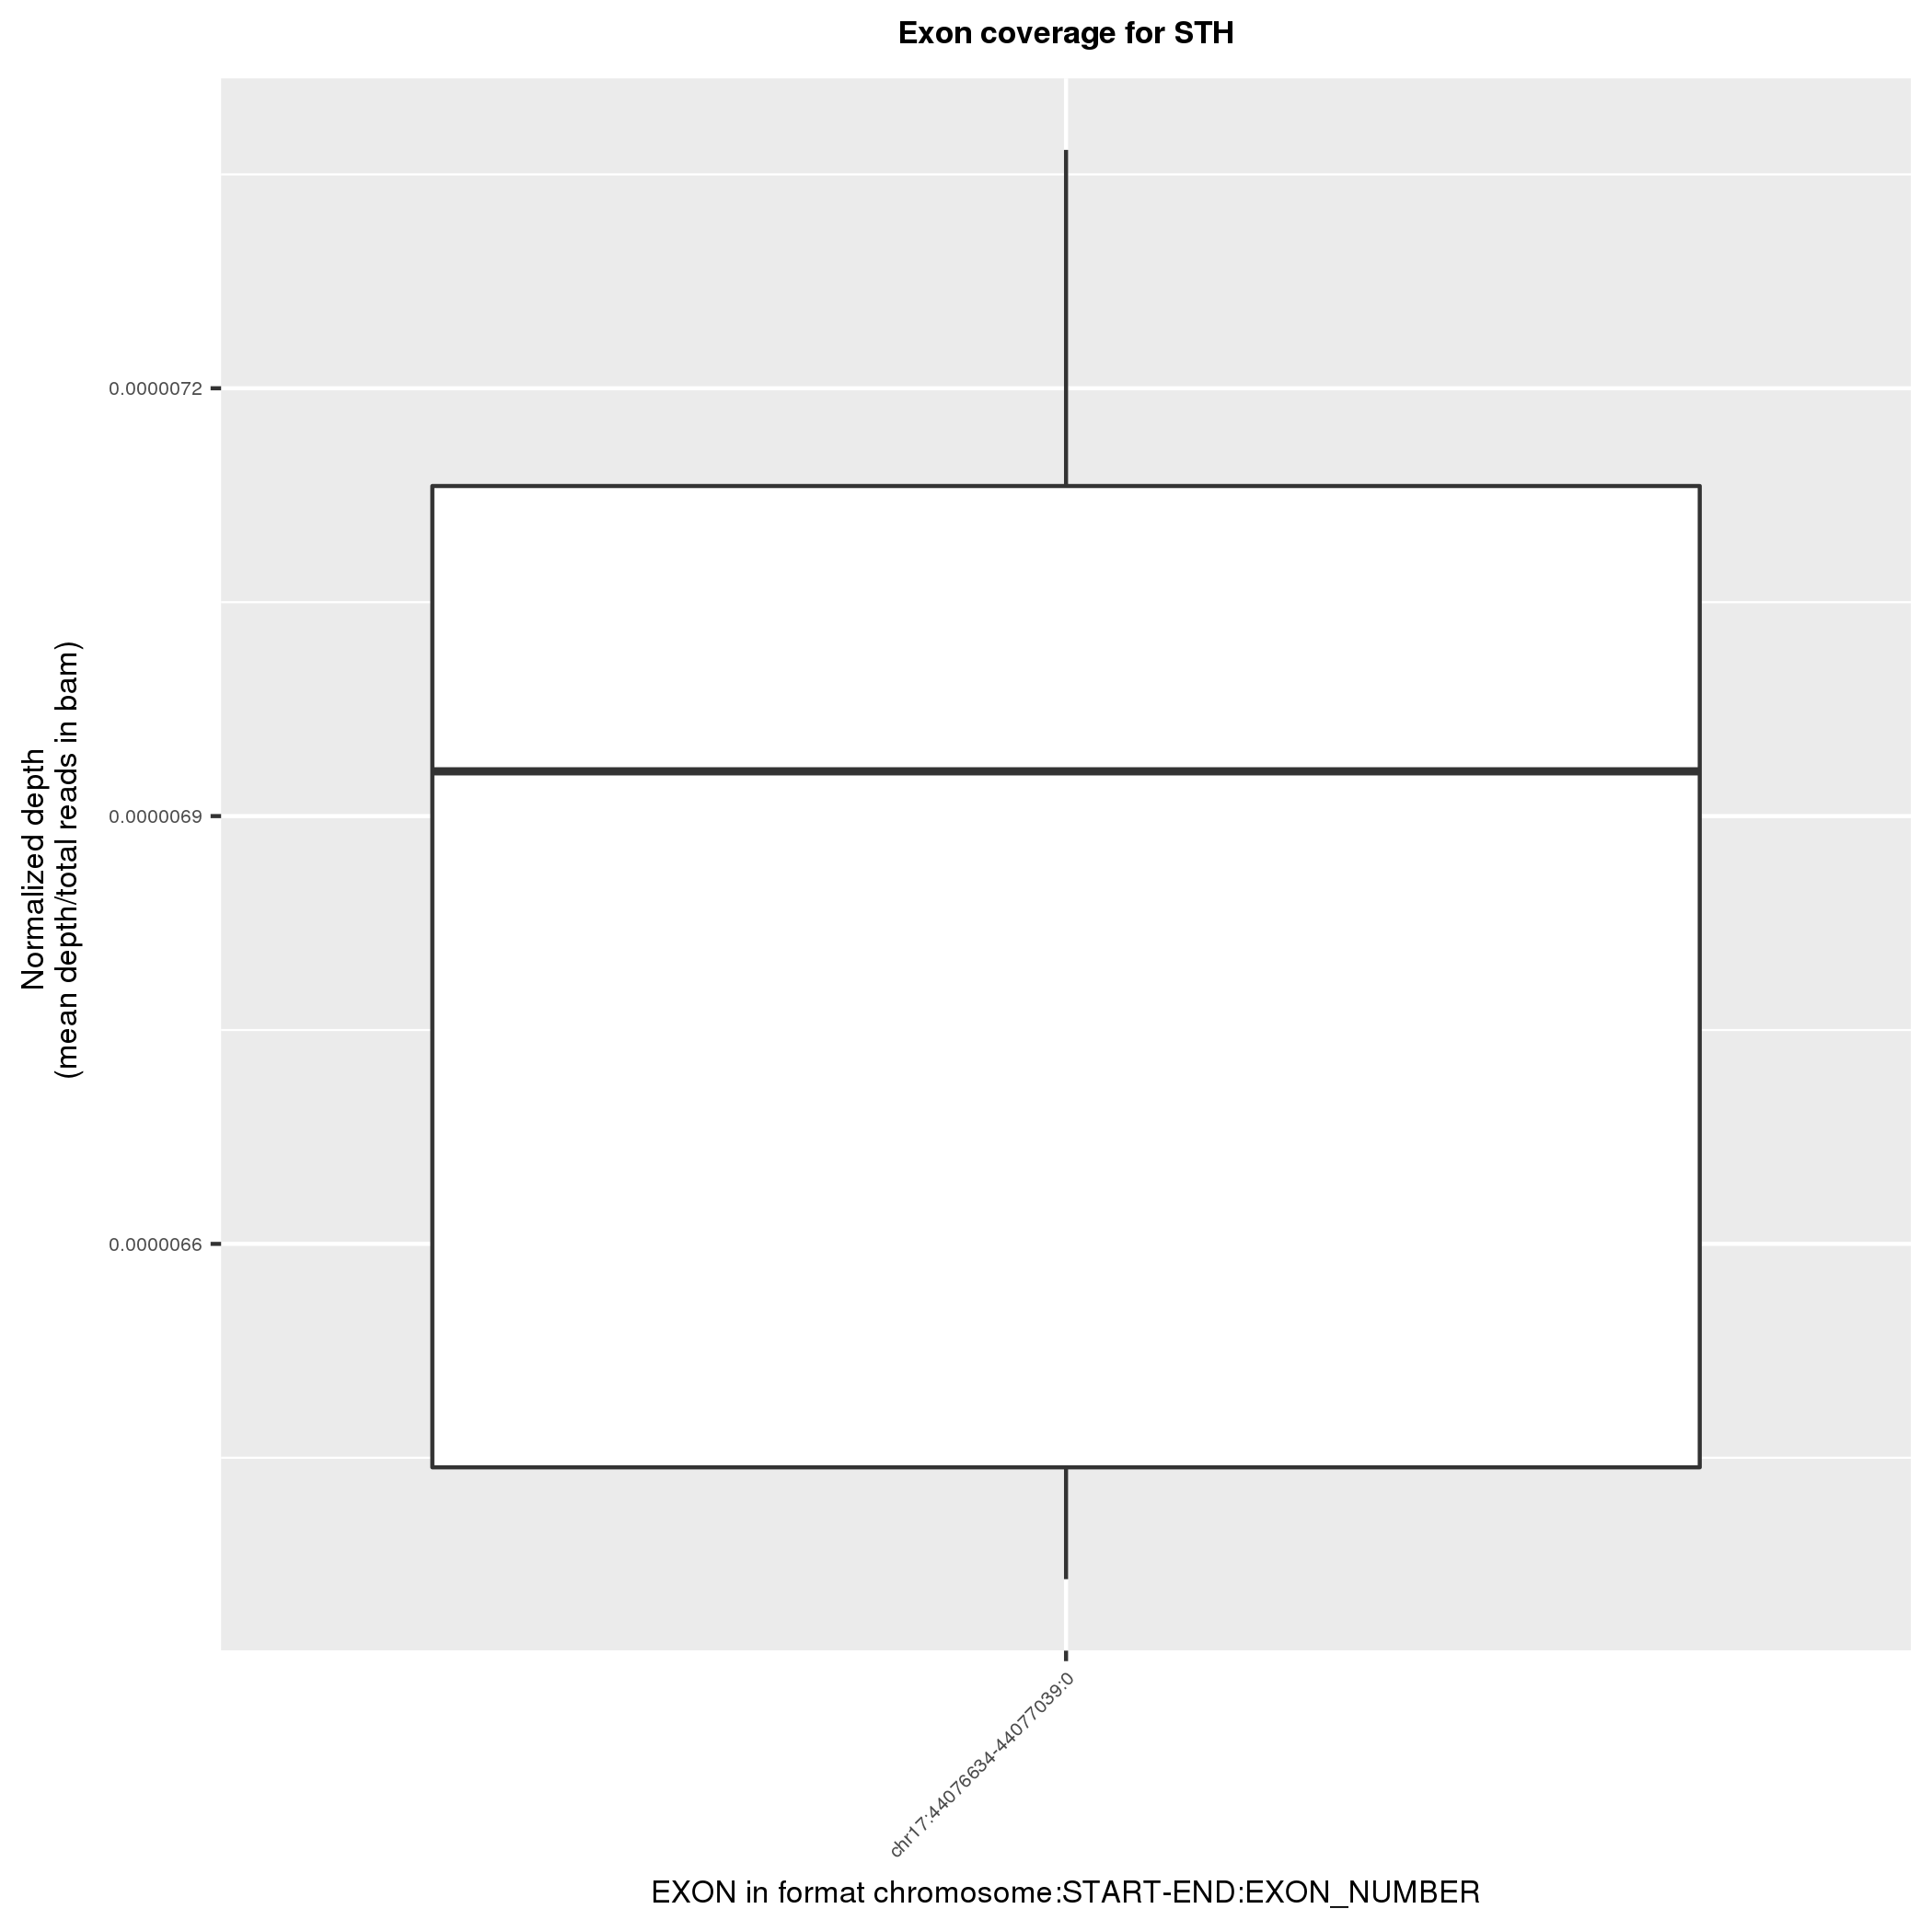 Exon coverage for STH
Normalized depth
(mean depth/total reads in bam)
0.0000072
0.0000069
0.0000066
chr17:44076634-44077039:0
EXON in format chromosome:START-END:EXON_NUMBER